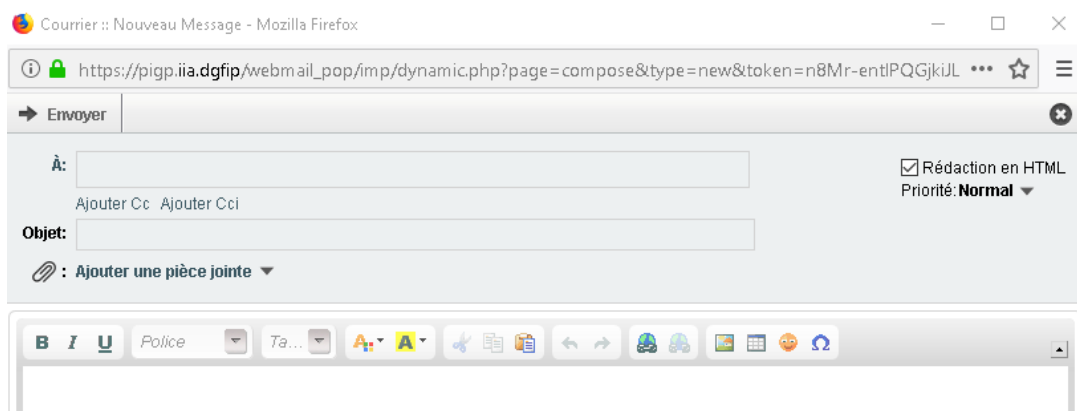 Courrier :: Nouveau Message - Mozilla Firefox
https://pigp.iia.dgfip/webmail_pop/imp/dynamic.php?page=compose&type=new&token=n8Mr-entlPQGjkiJL
Envoyer
À:
Rédaction en HTML
Priorité: Normal
Ajouter Cc Ajouter Cci
Objet:
: Ajouter une pièce jointe
B I U Police Ta... A A Ω